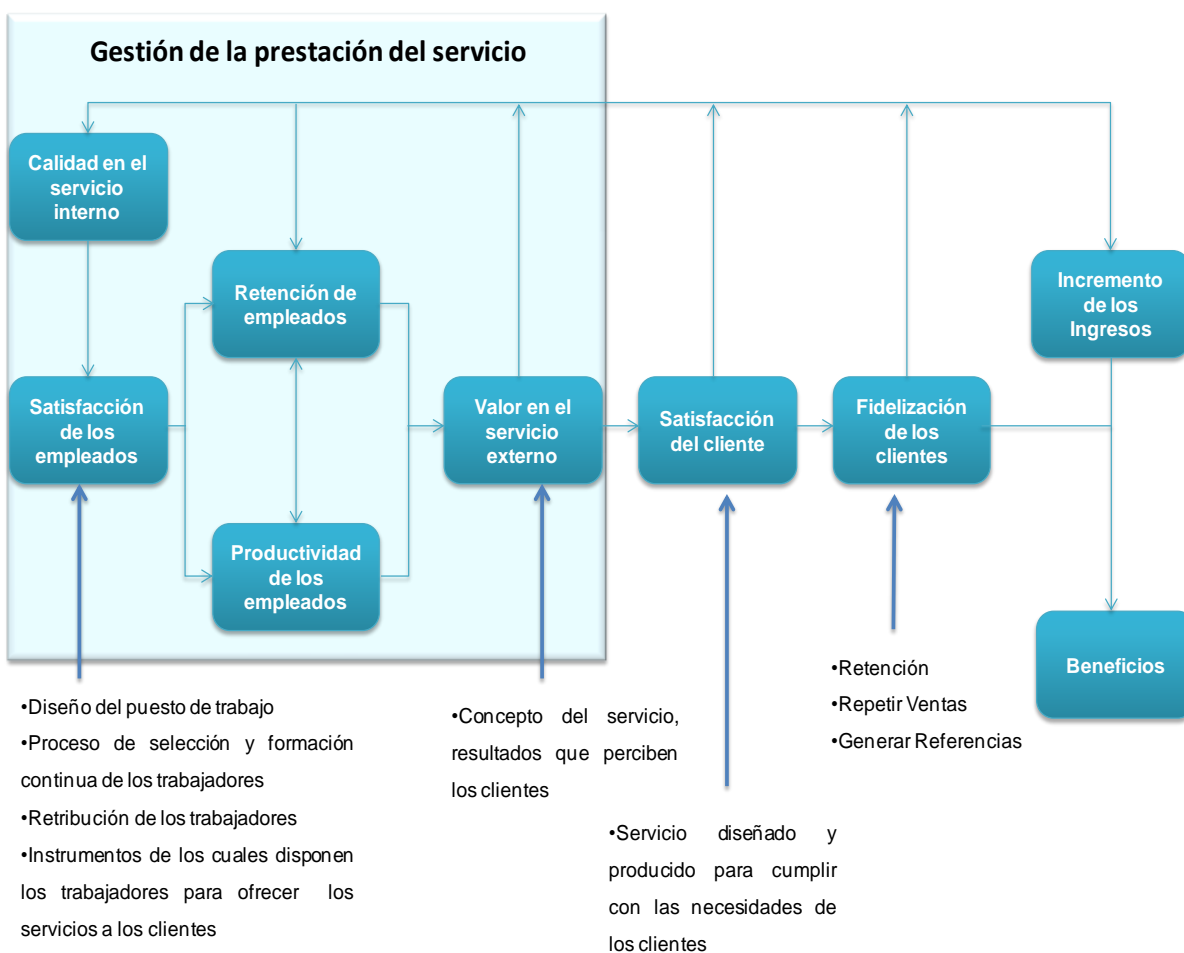 Gestión de la prestación del servicio
Calidad en el
servicio
interno
Retención de
empleados
Incremento
de los
Ingresos
Satisfacción
de los
empleados
Valor en el
servicio
externo
Satisfacción
del cliente
Fidelización
de los
clientes
Productividad
de los
empleados
Beneficios
•Diseño del puesto de trabajo
•Proceso de selección y formación
continua de los trabajadores
•Retribución de los trabajadores
•Instrumentos de los cuales disponen
los trabajadores para ofrecer los
servicios a los clientes
•Concepto del servicio,
resultados que perciben
los clientes
•Servicio diseñado y
producido para cumplir
con las necesidades de
los clientes
•Retención
•Repetir Ventas
•Generar Referencias